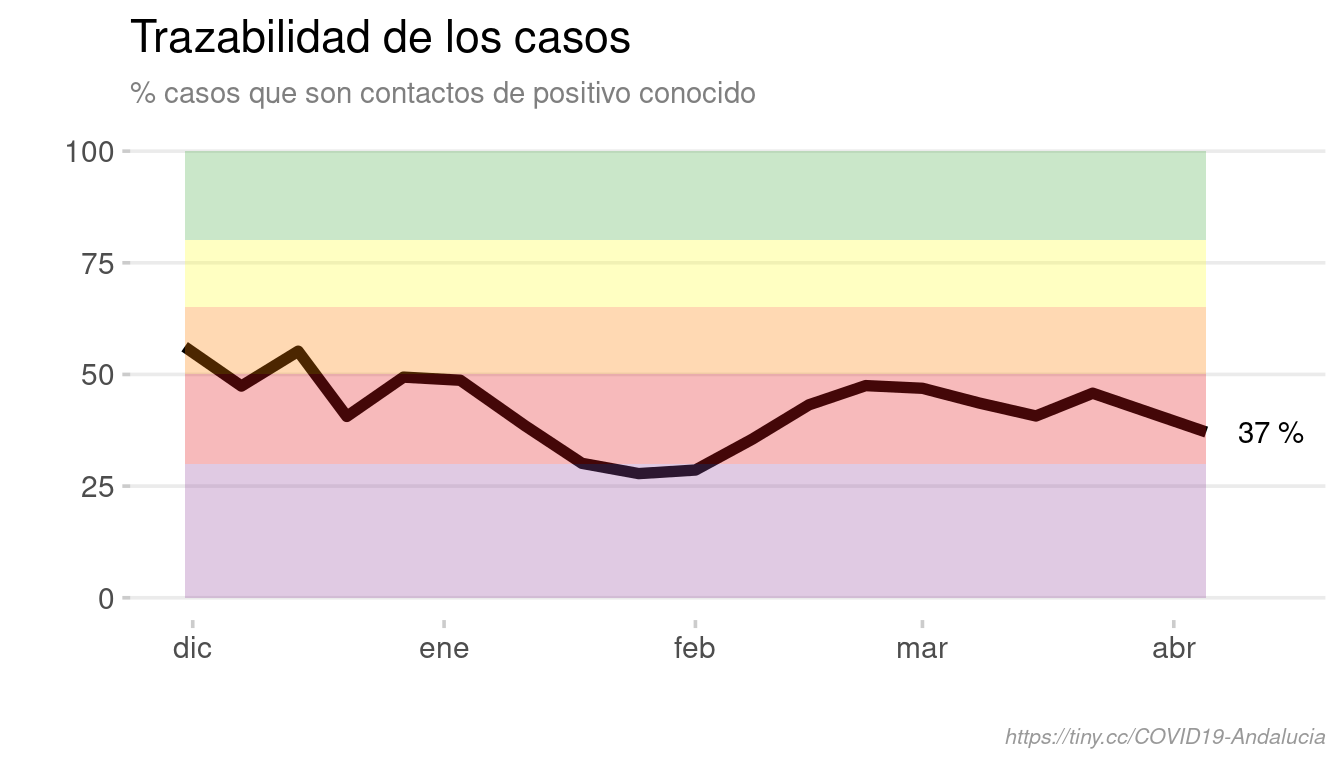 Trazabilidad de los casos
% casos que son contactos de positivo conocido
100
75
50
25
0
37 %
dic ene feb mar abr
https://tiny.cc/COVID19-Andalucia